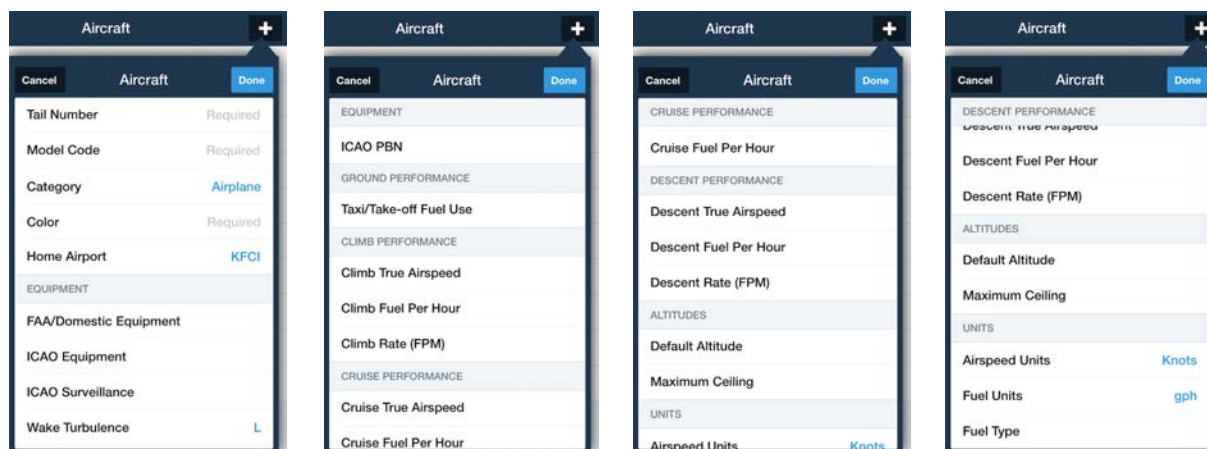 Aircraft +
Cancel Aircraft Done
Tail Number Required
Model Code Required
Category Airplane
Color Required
Home Airport KFCI
EQUIPMENT
FAA/Domestic Equipment
ICAO Equipment
ICAO Surveillance
Wake Turbulence L
Aircraft +
Cancel Aircraft Done
EQUIPMENT
ICAO PBN
GROUND PERFORMANCE
Taxi/Take-off Fuel Use
CLIMB PERFORMANCE
Climb True Airspeed
Climb Fuel Per Hour
Climb Rate (FPM)
CRUISE PERFORMANCE
Cruise True Airspeed
Cruise Fuel Per Hour
Aircraft +
Cancel Aircraft Done
CRUISE PERFORMANCE
Cruise Fuel Per Hour
DESCENT PERFORMANCE
Descent True Airspeed
Descent Fuel Per Hour
Descent Rate (FPM)
ALTITUDES
Default Altitude
Maximum Ceiling
UNITS
Airspeed Units Knots
Aircraft +
Cancel Aircraft Done
DESCENT PERFORMANCE
Descent True Airspeed
Descent Fuel Per Hour
Descent Rate (FPM)
ALTITUDES
Default Altitude
Maximum Ceiling
UNITS
Airspeed Units Knots
Fuel Units gph
Fuel Type